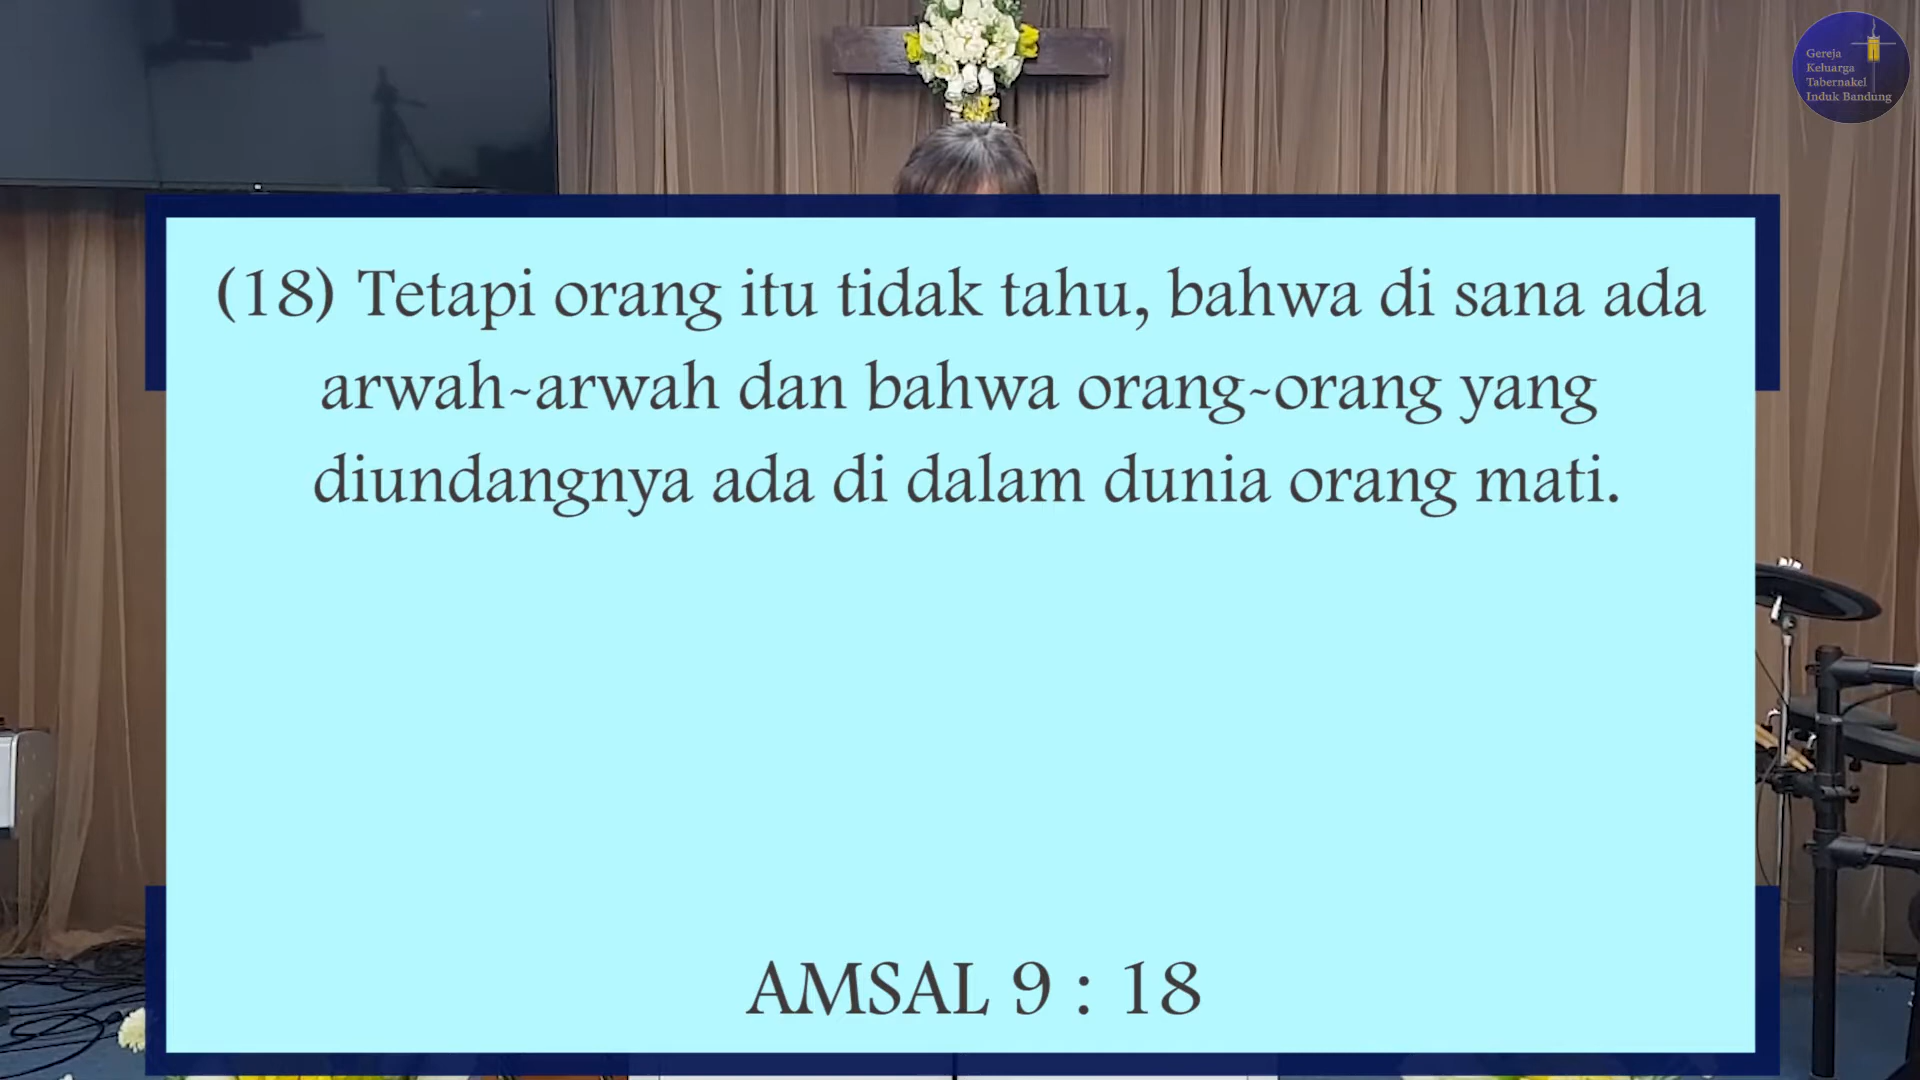 Gereja
Keluarga
Tabernakel
Induk Bandung
(18) Tetapi orang itu tidak tahu, bahwa di sana ada
arwah-arwah dan bahwa orang-orang yang
diundangnya ada di dalam dunia orang mati.
AMSAL 9 : 18